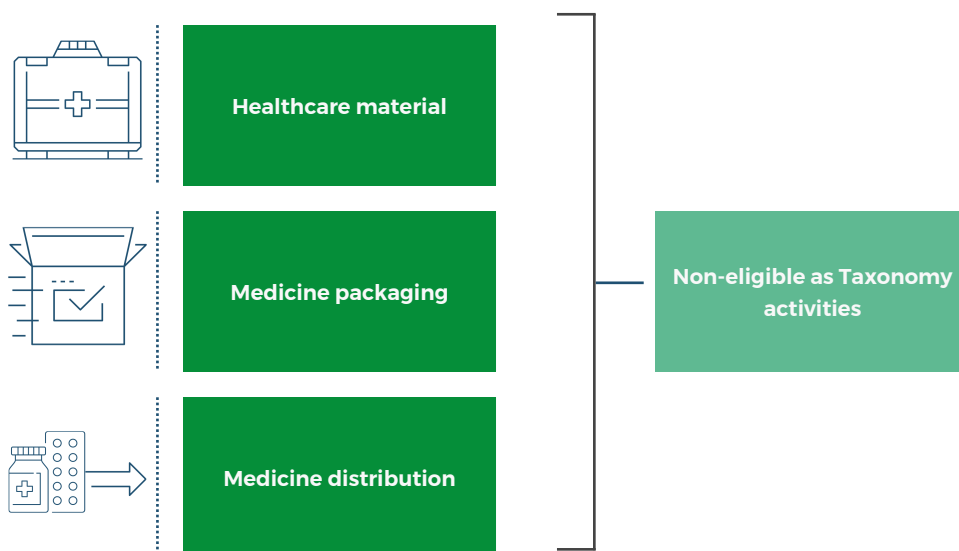 Healthcare material
Medicine packaging
Non-eligible as Taxonomy
activities
Medicine distribution